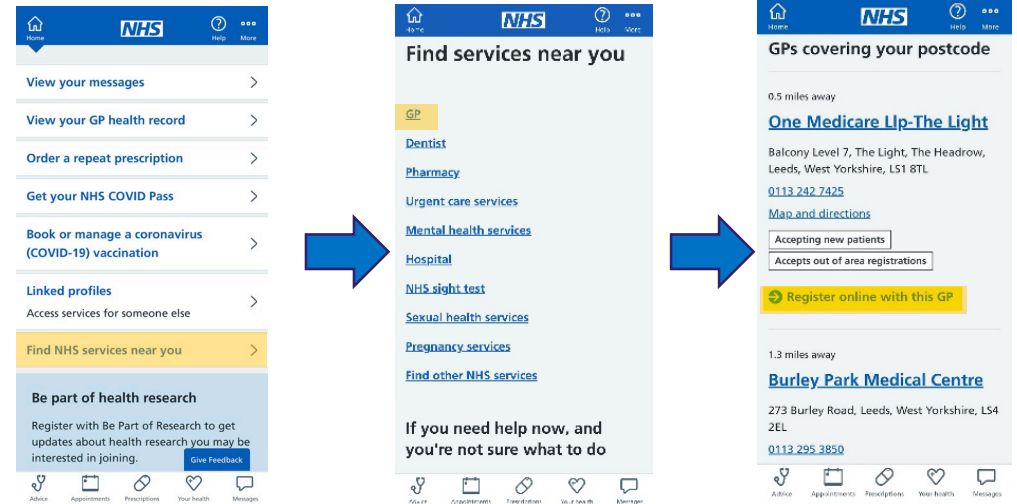 NHS
Home
Help
More
View your messages
View your GP health record
Order a repeat prescription
Get your NHS COVID Pass
Book or manage a coronavirus
(COVID-19) vaccination
Linked profiles
Access services for someone else
Find NHS services near you
Be part of health research
Register with Be Part of Research to get
updates about health research you may be
interested in joining.
Give Feedback
Advice
Appointments
Prescriptions
Your health
Messages
NHS
Home
Help
More
Find services near you
GP
Dentist
Pharmacy
Urgent care services
Mental health services
Hospital
NHS sight test
Sexual health services
Pregnancy services
Find other NHS services
If you need help now, and
you're not sure what to do
Advice
Appointments
Prescriptions
Your health
Messages
NHS
Home
Help
More
GPs covering your postcode
0.5 miles away
One Medicare Llp-The Light
Balcony Level 7, The Light, The Headrow,
Leeds, West Yorkshire, LS1 8TL
0113 242 7425
Map and directions
Accepting new patients
Accepts out of area registrations
Register online with this GP
1.3 miles away
Burley Park Medical Centre
273 Burley Road, Leeds, West Yorkshire, LS4
2EL
0113 295 3850
Advice
Appointments
Prescriptions
Your health
Messages